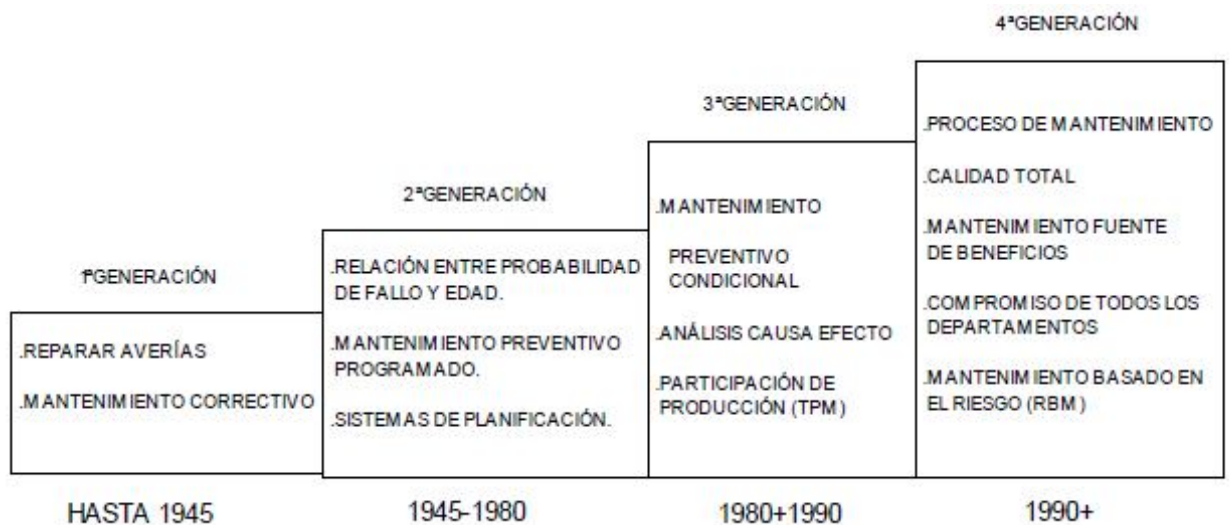 1ªGENERACIÓN
.REPARAR AVERÍAS
.MANTENIMIENTO CORRECTIVO
HASTA 1945
2ªGENERACIÓN
.RELACIÓN ENTRE PROBABILIDAD
DE FALLO Y EDAD.
.MANTENIMIENTO PREVENTIVO
PROGRAMADO.
.SISTEMAS DE PLANIFICACIÓN.
1945-1980
3ªGENERACIÓN
.MANTENIMIENTO
PREVENTIVO
CONDICIONAL
.ANÁLISIS CAUSA EFECTO
.PARTICIPACIÓN DE
PRODUCCIÓN (TPM)
1980+1990
4ªGENERACIÓN
.PROCESO DE MANTENIMIENTO
.CALIDAD TOTAL
.MANTENIMIENTO FUENTE
DE BENEFICIOS
.COMPROMISO DE TODOS LOS
DEPARTAMENTOS
.MANTENIMIENTO BASADO EN
EL RIESGO (RBM)
1990+